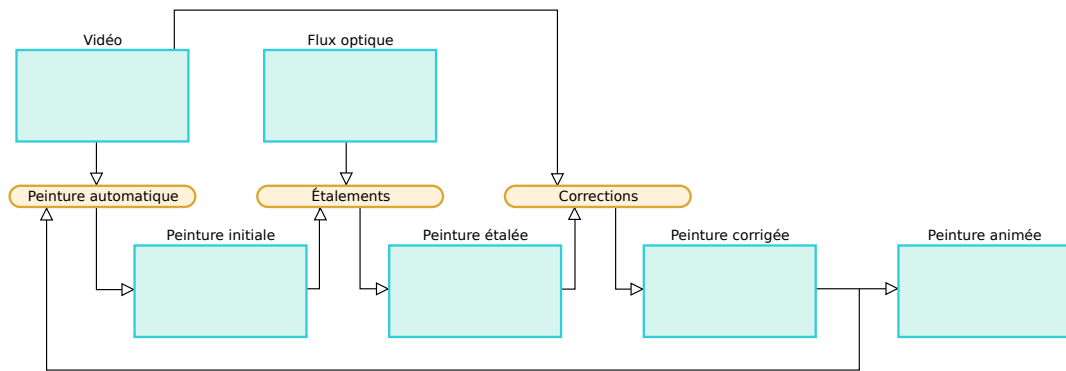 Vidéo
Flux optique
Peinture automatique
Étalements
Corrections
Peinture initiale
Peinture étalée
Peinture corrigée
Peinture animée